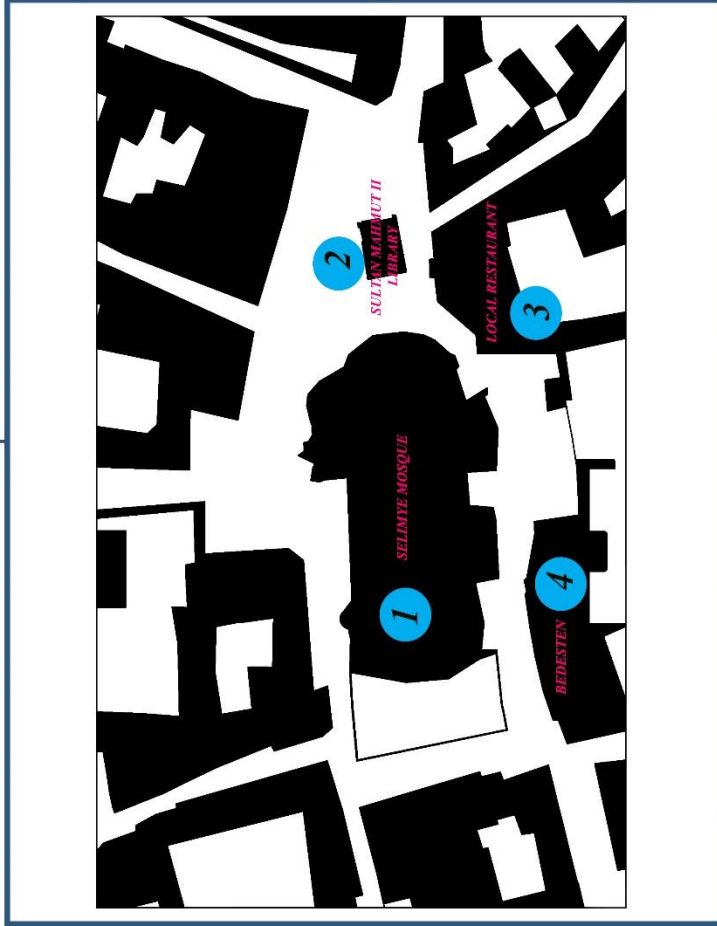 1
SELIMYE MOSQUE
2
SULTAN MAHMUT II
LIBRARY
3
LOCAL RESTAURANT
4
BEDESTEN